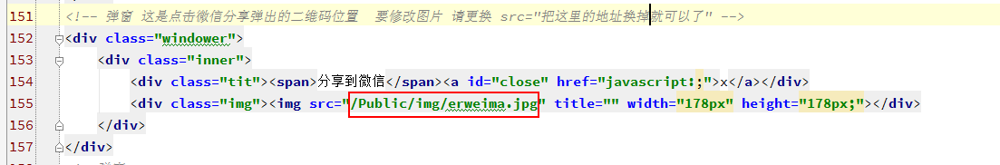 151 <!-- 弹窗 这是点击微信分享弹出的二维码位置  要修改图片 请更换 src="把这里的地址换掉就可以了" -->
152 <div class="windower">
153 <div class="inner">
154 <div class="tit"><span>分享到微信</span><a id="close" href="javascript:;">x</a></div>
155 <div class="img"><img src="/Public/img/erweima.jpg" title="" width="178px" height="178px;"></div>
156 </div>
157 </div>